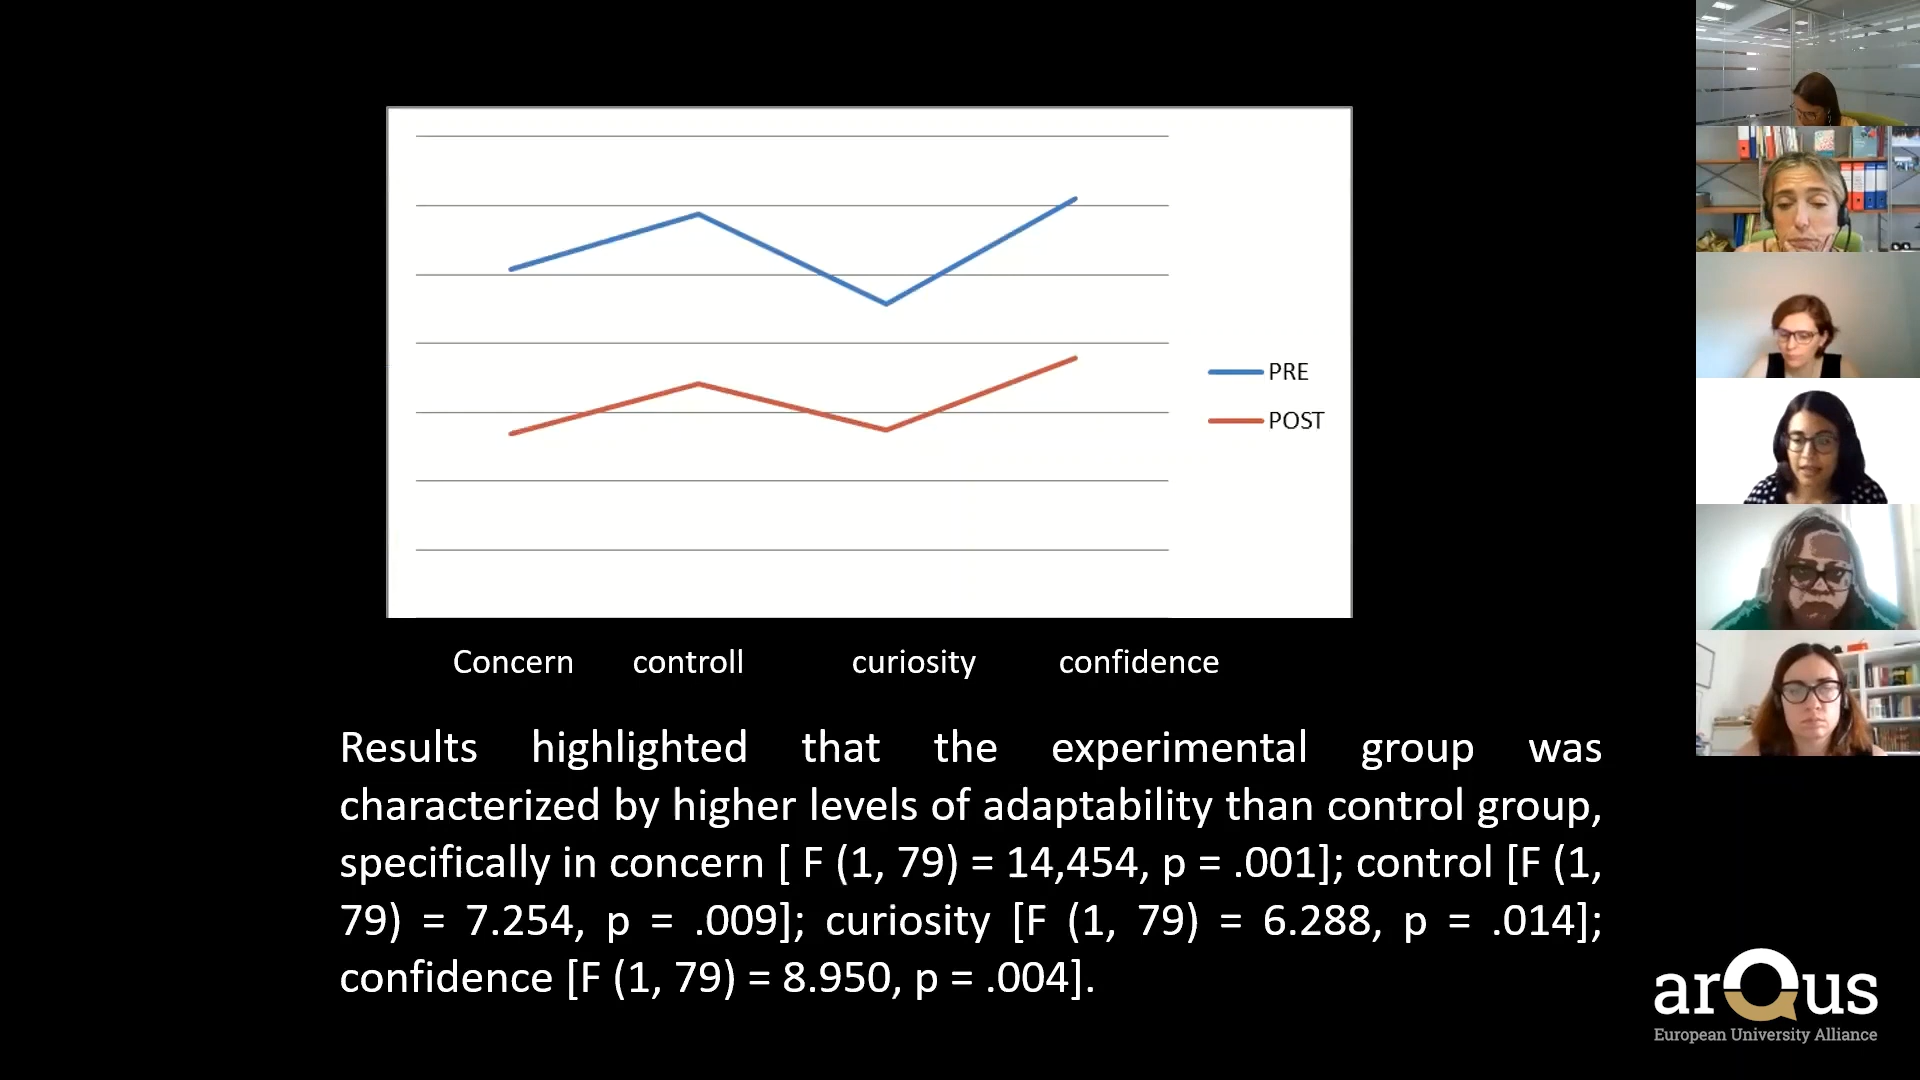 PRE
POST
Concern controll curiosity confidence
Results highlighted that the experimental group was
characterized by higher levels of adaptability than control group,
specifically in concern [ F (1, 79) = 14,454, p = .001]; control [F (1,
79) = 7.254, p = .009]; curiosity [F (1, 79) = 6.288, p = .014];
confidence [F (1, 79) = 8.950, p = .004].
arQus
European University Alliance